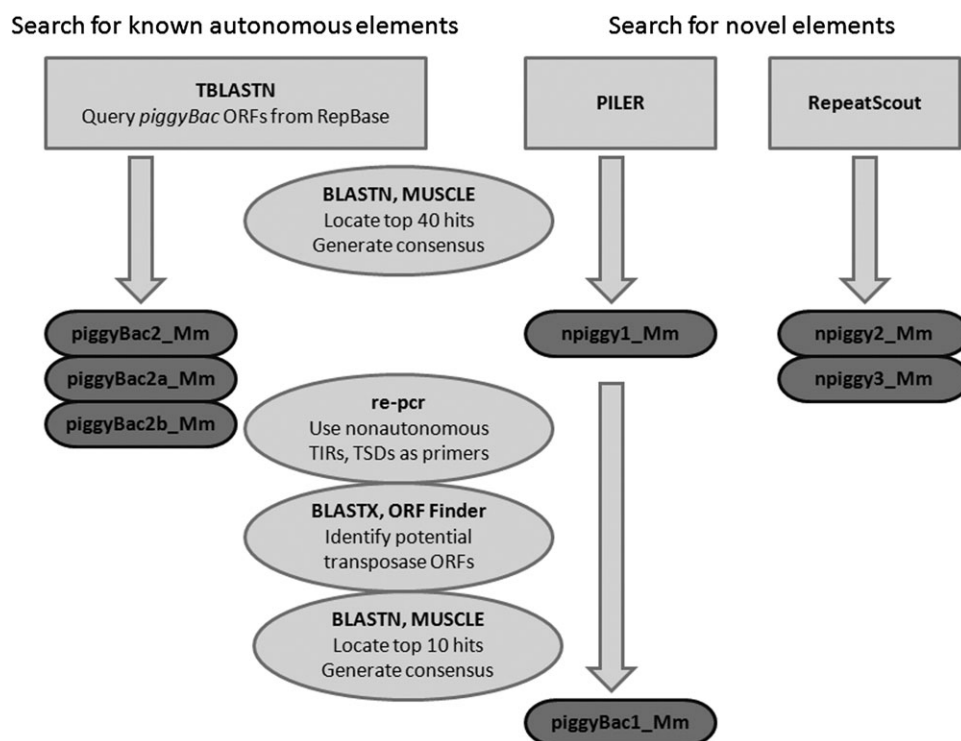 Search for known autonomous elements
Search for novel elements
TBLASTN
Query piggyBac ORFs from RepBase
PILER
RepeatScout
BLASTN, MUSCLE
Locate top 40 hits
Generate consensus
piggyBac2_Mm
piggyBac2a_Mm
piggyBac2b_Mm
npiggy1_Mm
npiggy2_Mm
npiggy3_Mm
re-pcr
Use nonautonomous
TIRs, TSDs as primers
BLASTX, ORF Finder
Identify potential
transposase ORFs
BLASTN, MUSCLE
Locate top 10 hits
Generate consensus
piggyBac1_Mm